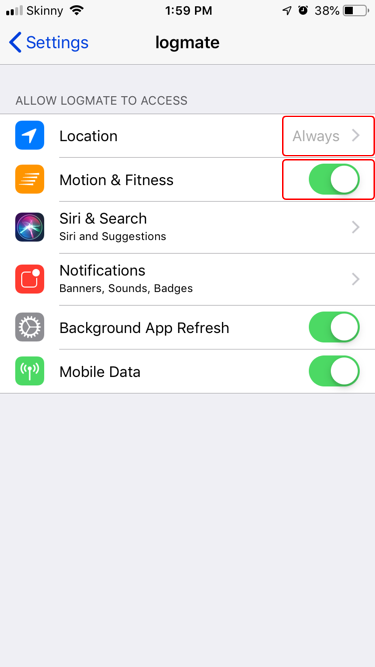 Skinny 1:59 PM 38%
Settings logmate
ALLOW LOGMATE TO ACCESS
Location Always
Motion & Fitness
Siri & Search
Siri and Suggestions
Notifications
Banners, Sounds, Badges
Background App Refresh
Mobile Data